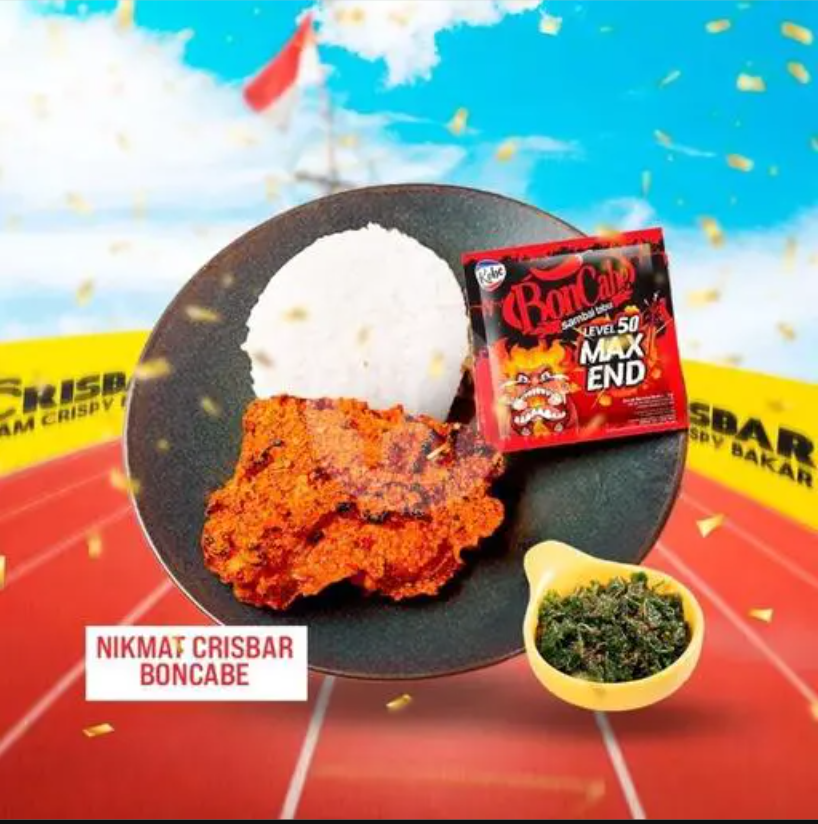 CRISB
AM CRISPY
Kobe
BonCabe
sambal tabur
LEVEL 50
MAX
END
SBAR
SPY BAKAR
NIKMAT CRISBAR
BONCABE